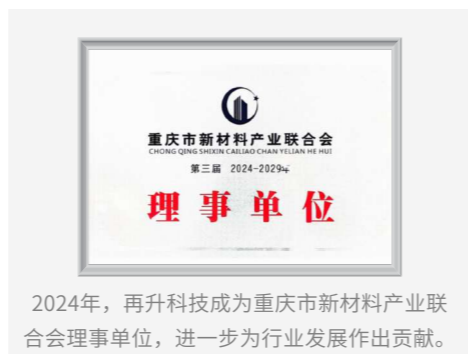 重庆市新材料产业联合会
CHONG QING SHIXIN CAILIAO CHAN YELIAN HE HUI
第三届 2024-2029年
理事单位
2024年，再升科技成为重庆市新材料产业联
合会理事单位，进一步为行业发展作出贡献。